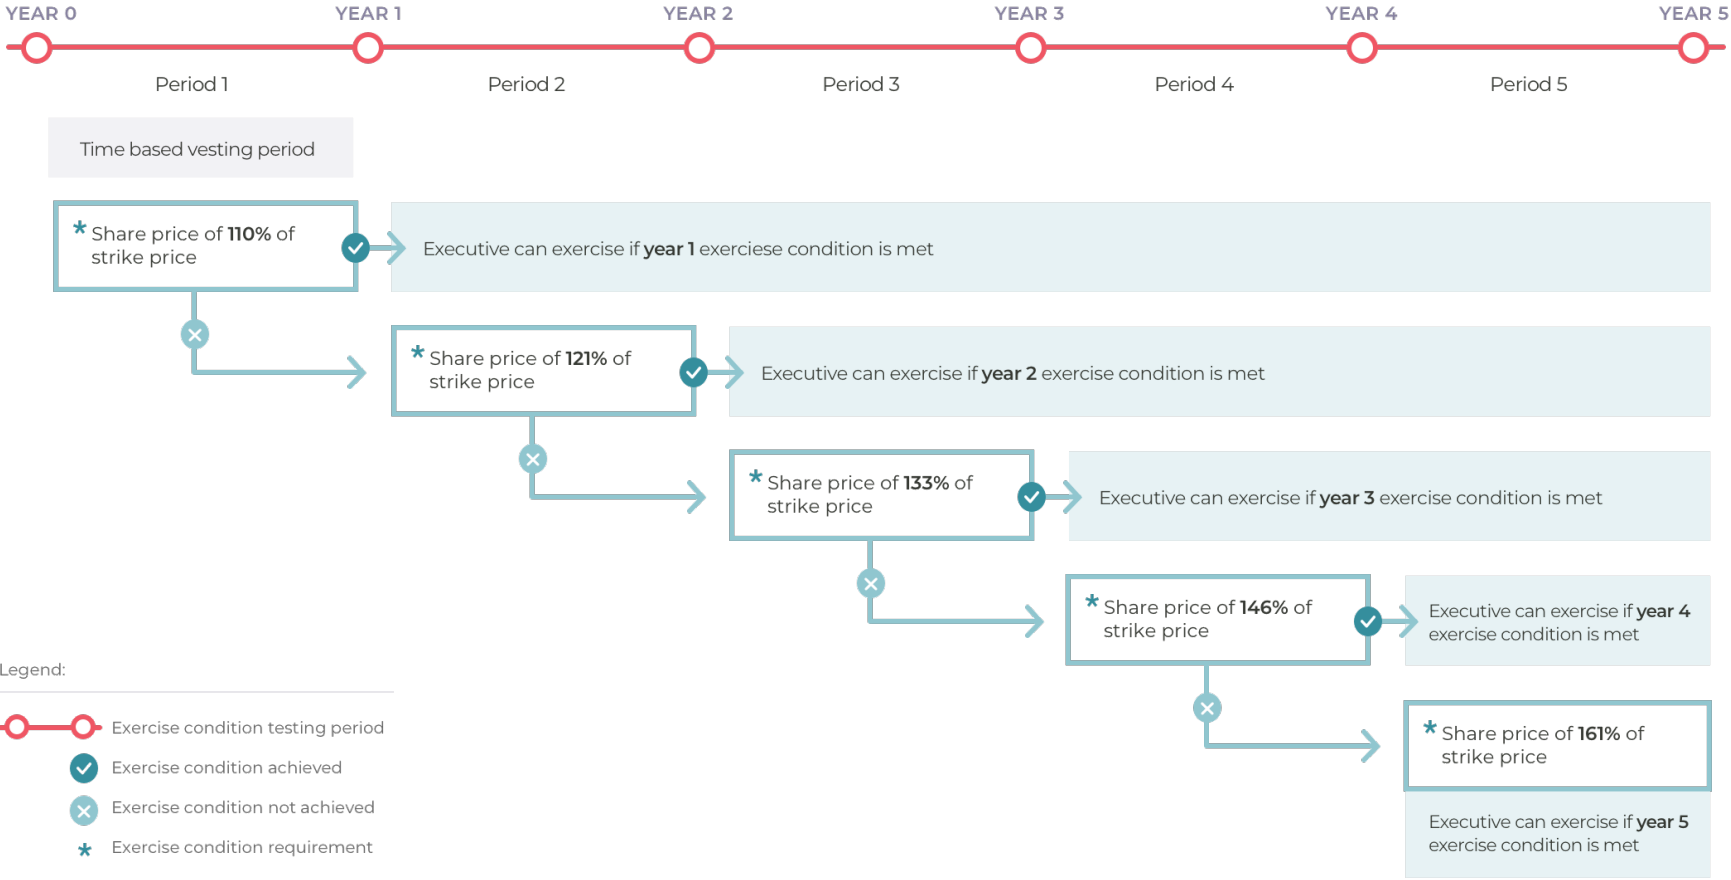 YEAR 0
YEAR 1
YEAR 2
YEAR 3
YEAR 4
YEAR 5
Period 1
Period 2
Period 3
Period 4
Period 5
Time based vesting period
* Share price of 110% of
strike price
Executive can exercise if year 1 exerciese condition is met
* Share price of 121% of
strike price
Executive can exercise if year 2 exercise condition is met
* Share price of 133% of
strike price
Executive can exercise if year 3 exercise condition is met
* Share price of 146% of
strike price
Executive can exercise if year 4
exercise condition is met
* Share price of 161% of
strike price
Executive can exercise if year 5
exercise condition is met
Legend:
Exercise condition testing period
Exercise condition achieved
Exercise condition not achieved
* Exercise condition requirement